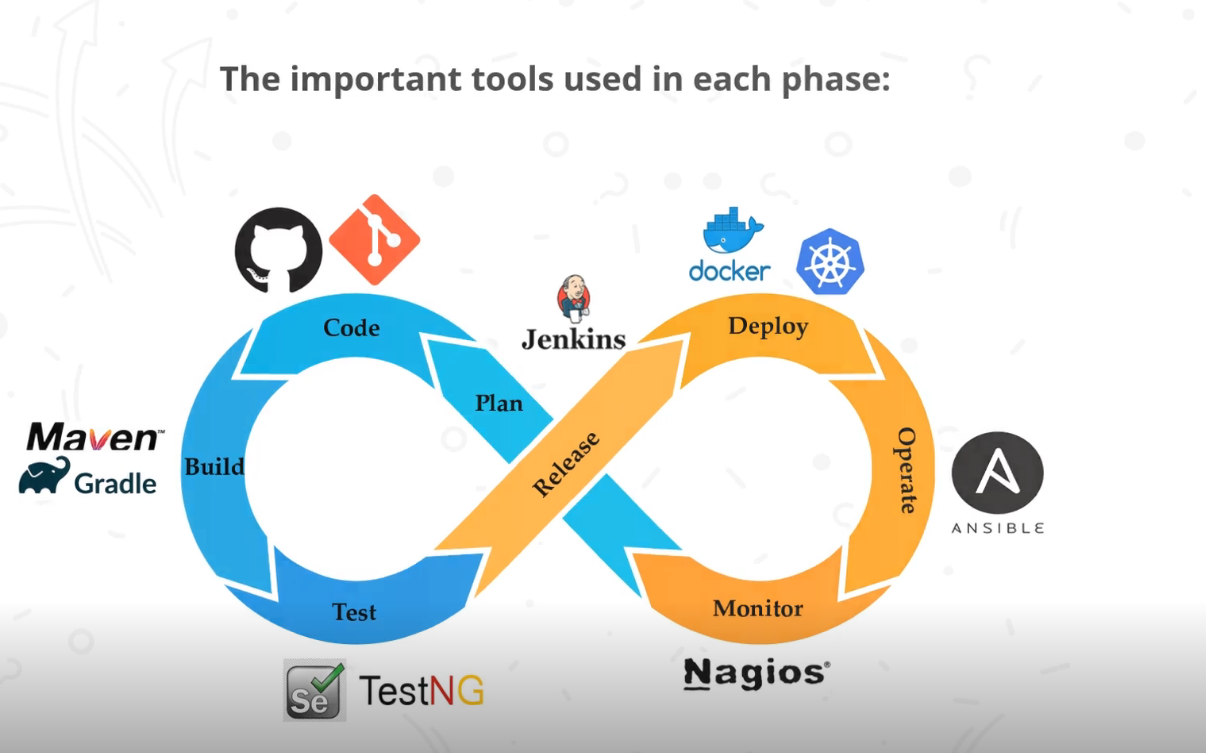 The important tools used in each phase:
docker
Jenkins
Code
Deploy
Plan
Maven™
Gradle
Build
Release
Operate
ANSIBLE
Test
Monitor
Se
TestNG
Nagios®